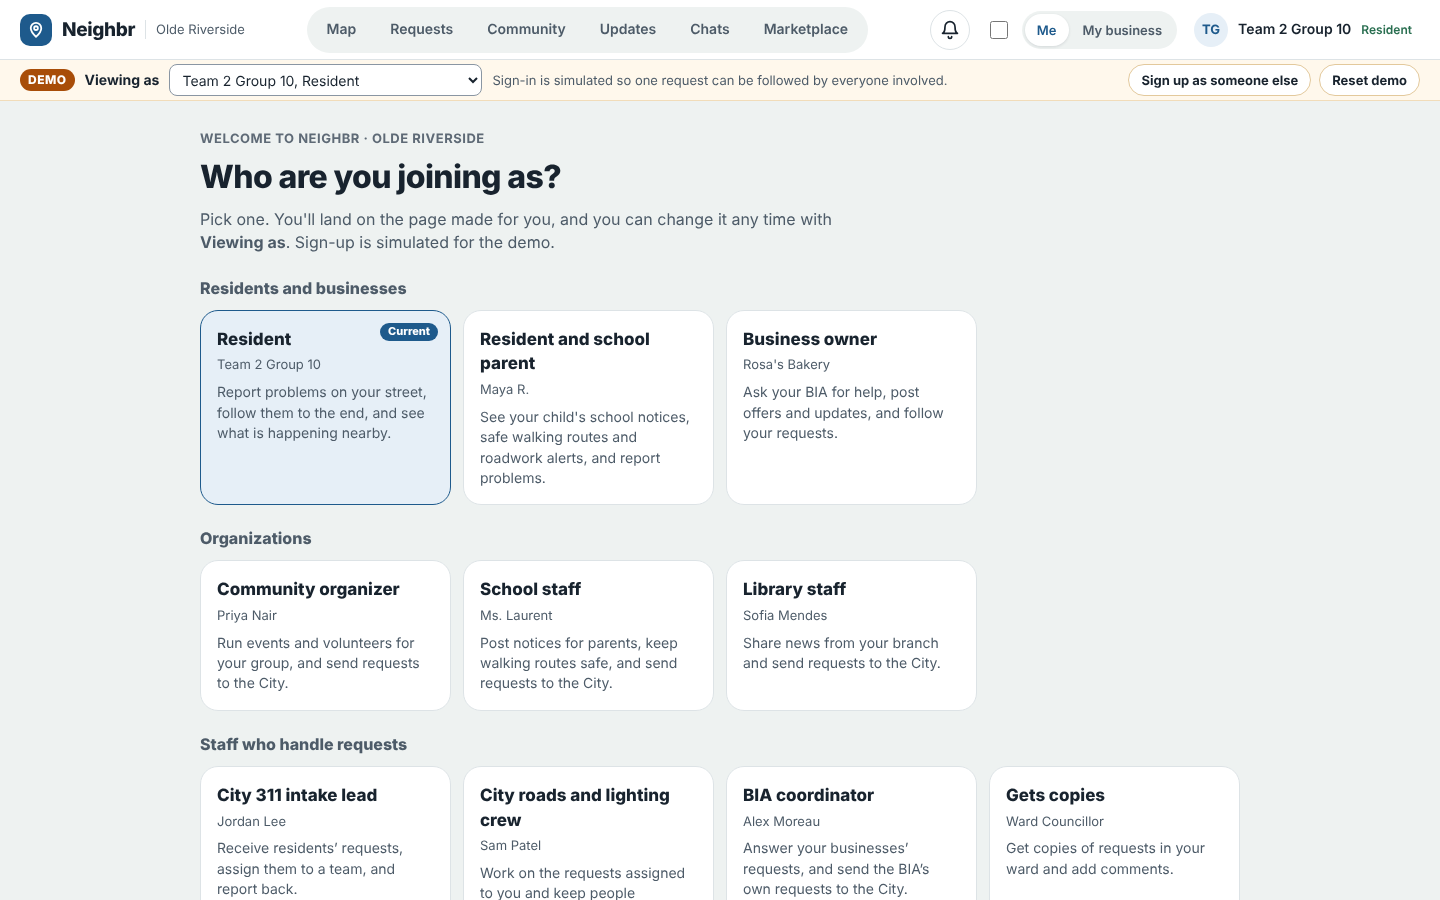 Neighbr
Olde Riverside
Map
Requests
Community
Updates
Chats
Marketplace
Me
My business
TG
Team 2 Group 10
Resident
DEMO
Viewing as
Team 2 Group 10, Resident
Sign-in is simulated so one request can be followed by everyone involved.
Sign up as someone else
Reset demo
WELCOME TO NEIGHBR · OLDE RIVERSIDE
Who are you joining as?
Pick one. You'll land on the page made for you, and you can change it any time with
Viewing as. Sign-up is simulated for the demo.
Residents and businesses
Resident
Current
Team 2 Group 10
Report problems on your street,
follow them to the end, and see
what is happening nearby.
Resident and school
parent
Maya R.
See your child's school notices,
safe walking routes and
roadwork alerts, and report
problems.
Business owner
Rosa's Bakery
Ask your BIA for help, post
offers and updates, and follow
your requests.
Organizations
Community organizer
Priya Nair
Run events and volunteers for
your group, and send requests
to the City.
School staff
Ms. Laurent
Post notices for parents, keep
walking routes safe, and send
requests to the City.
Library staff
Sofia Mendes
Share news from your branch
and send requests to the City.
Staff who handle requests
City 311 intake lead
Jordan Lee
Receive residents’ requests,
assign them to a team, and
report back.
City roads and lighting
crew
Sam Patel
Work on the requests assigned
to you and keep people
BIA coordinator
Alex Moreau
Answer your businesses’
requests, and send the BIA’s
own requests to the City.
Gets copies
Ward Councillor
Get copies of requests in your
ward and add comments.